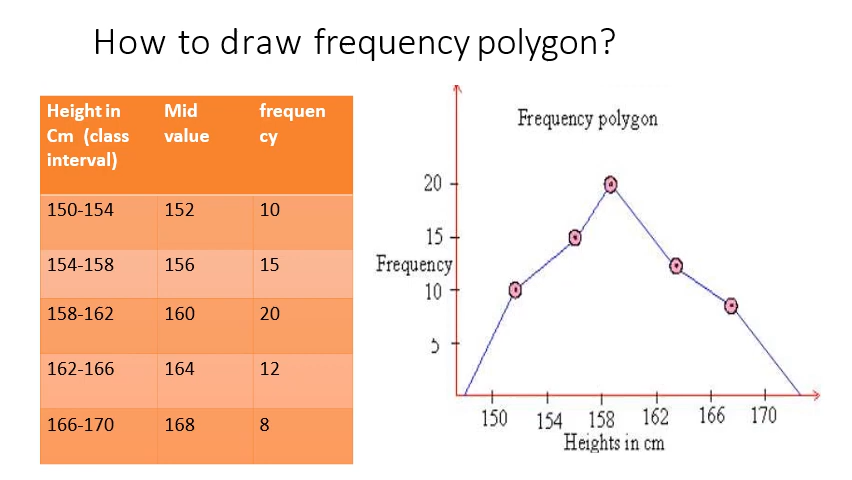 How to draw frequency polygon?
Height in Cm (class interval) Mid value frequen cy
150-154 152 10
154-158 156 15
158-162 160 20
162-166 164 12
166-170 168 8
Frequency polygon
20
15
Frequency
10
5
150 154 158 162 166 170
Heights in cm